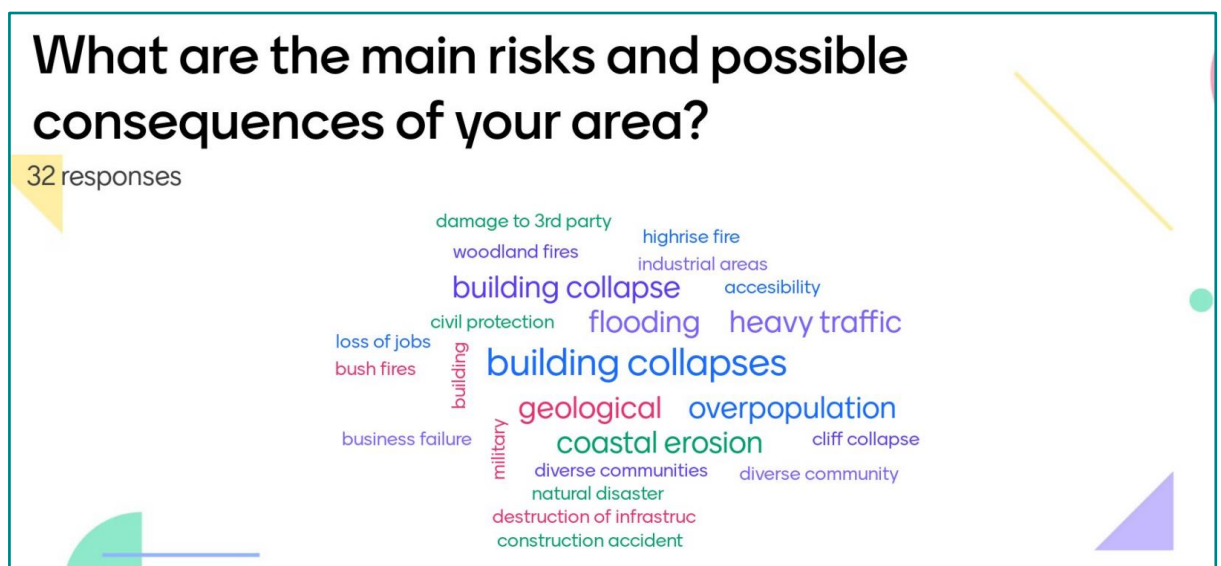 What are the main risks and possible
consequences of your area?
32 responses
damage to 3rd party
highrise fire
woodland fires
industrial areas
building collapse
accesibility
civil protection
flooding
heavy traffic
loss of jobs
bush fires
building
building collapses
geological
overpopulation
business failure
military
coastal erosion
cliff collapse
diverse communities
diverse community
natural disaster
destruction of infrastruc
construction accident